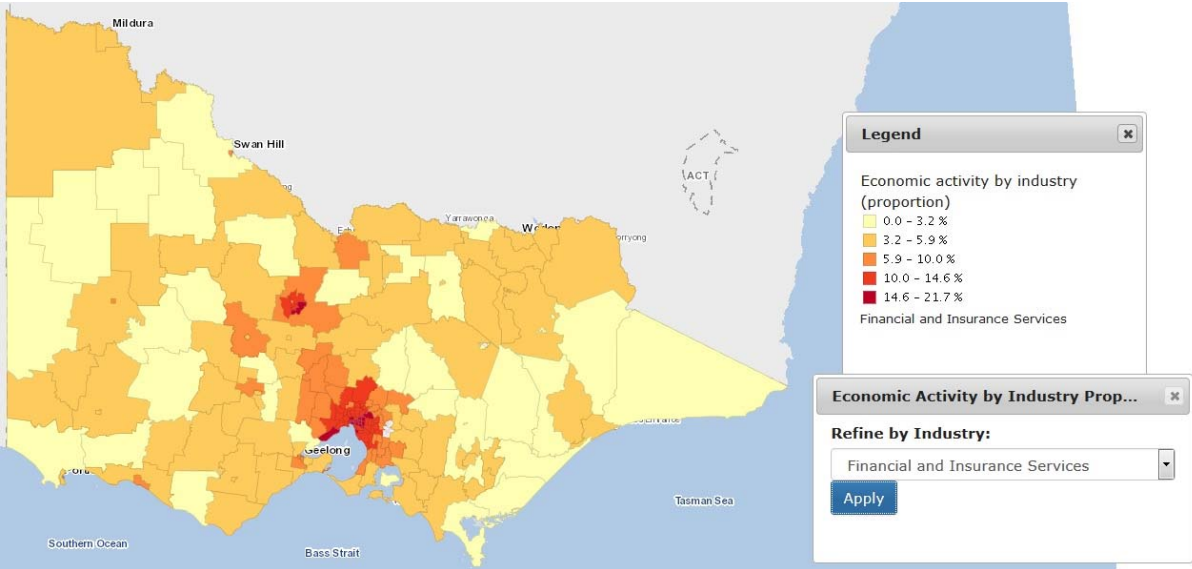 Mildura
Swan Hill
ACT
Yarrawonga
Geelong
Tasman Sea
Southern Ocean
Bass Strait
Legend
Economic activity by industry
(proportion)
0.0 – 3.2 %
3.2 – 5.9 %
5.9 – 10.0 %
10.0 – 14.6 %
14.6 – 21.7 %
Financial and Insurance Services
Economic Activity by Industry Prop...
Refine by Industry:
Financial and Insurance Services
Apply